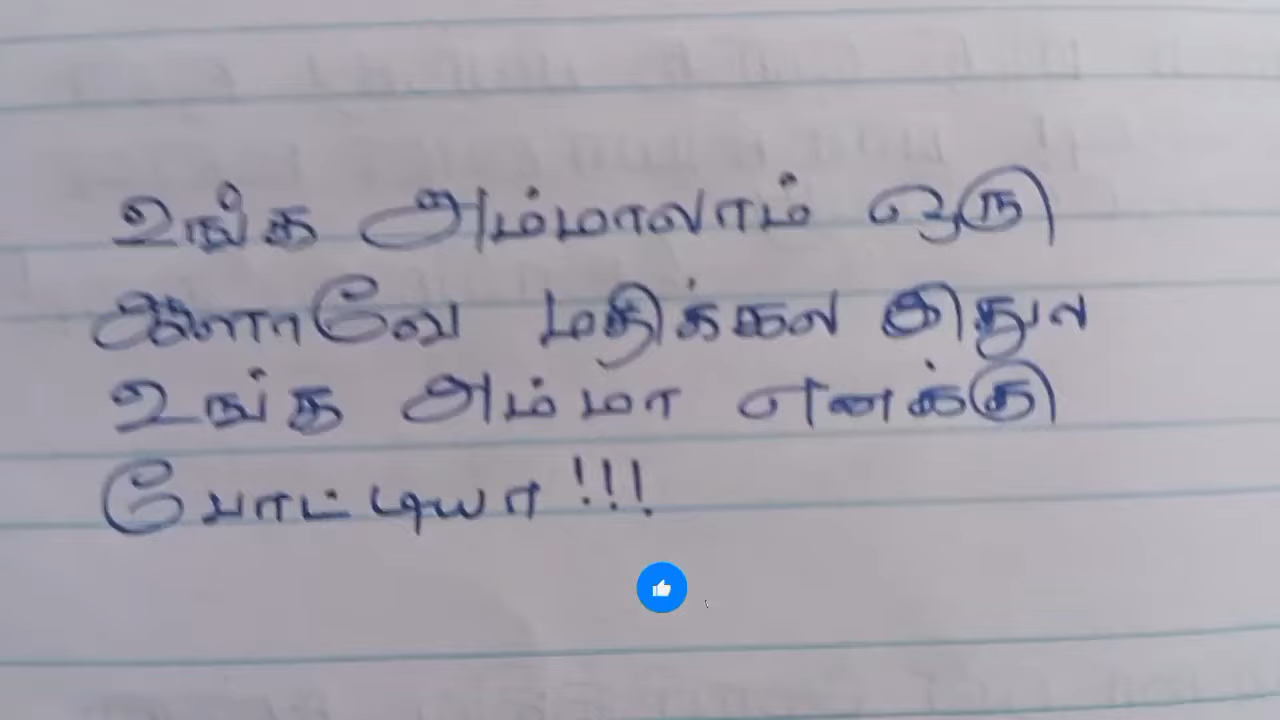 உங்க அம்மாலாம் ஒரு
ஆளாவே மதிக்கல இதுல
உங்க அம்மா எனக்கு
போட்டியா !!!